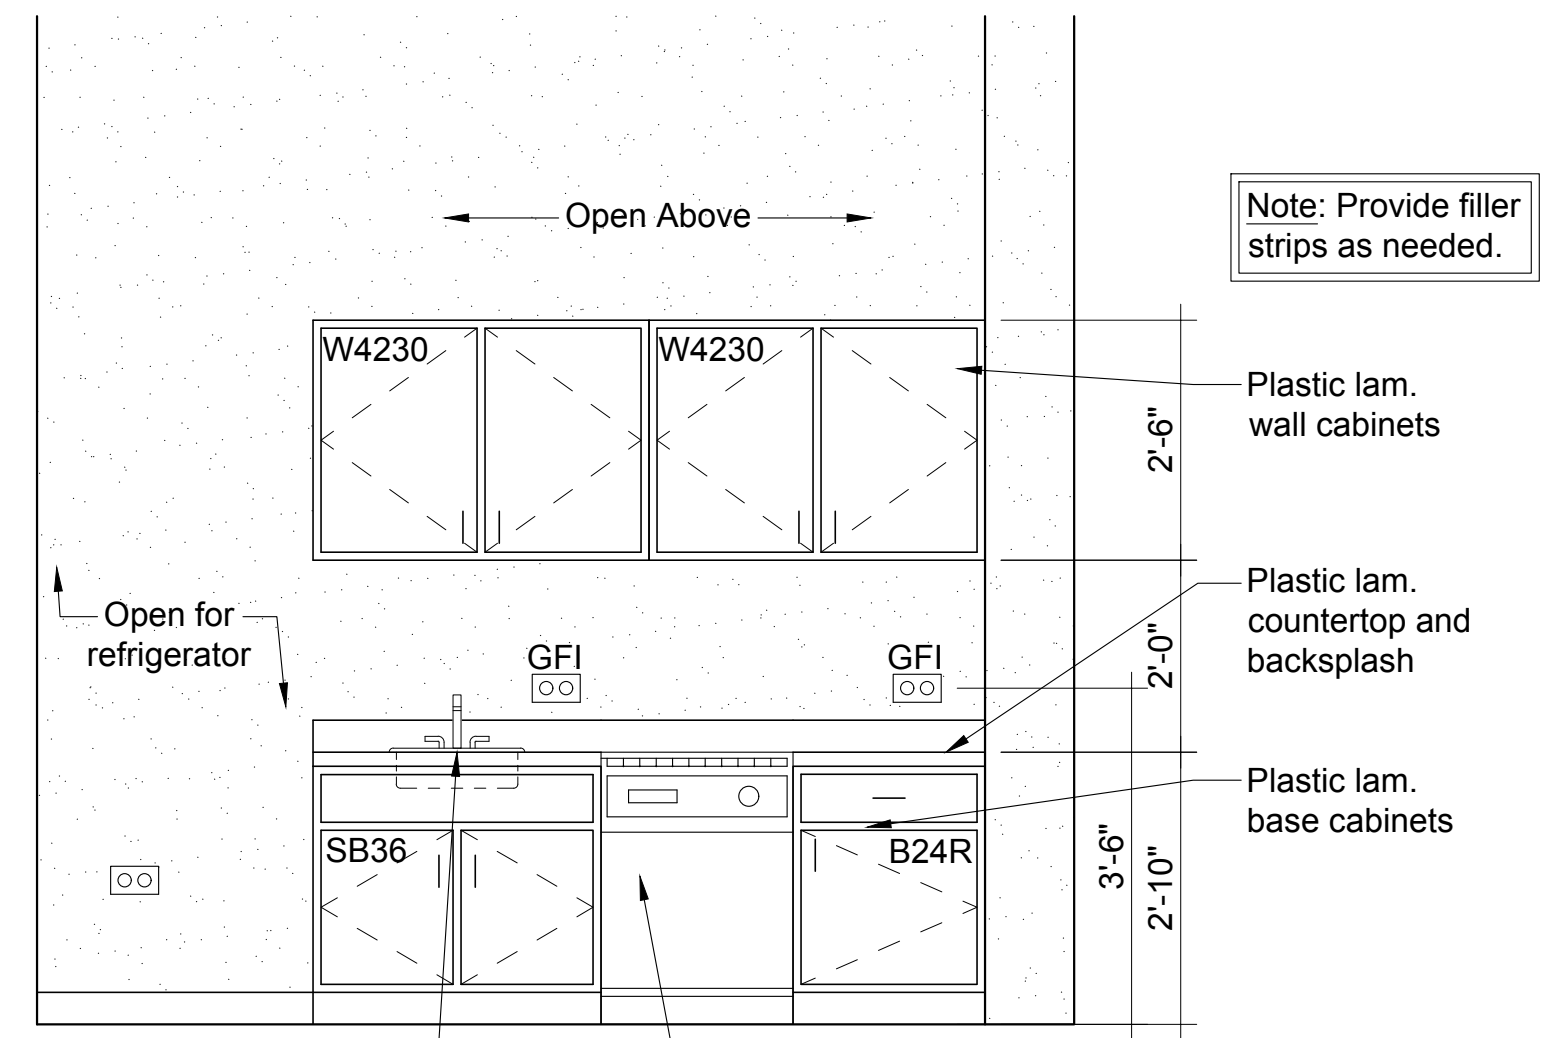 Open Above
Note: Provide filler
strips as needed.
W4230
W4230
Plastic lam.
wall cabinets
2'-6"
Open for
refrigerator
GFI
GFI
2'-0"
Plastic lam.
countertop and
backsplash
Plastic lam.
base cabinets
SB36
B24R
3'-6"
2'-10"